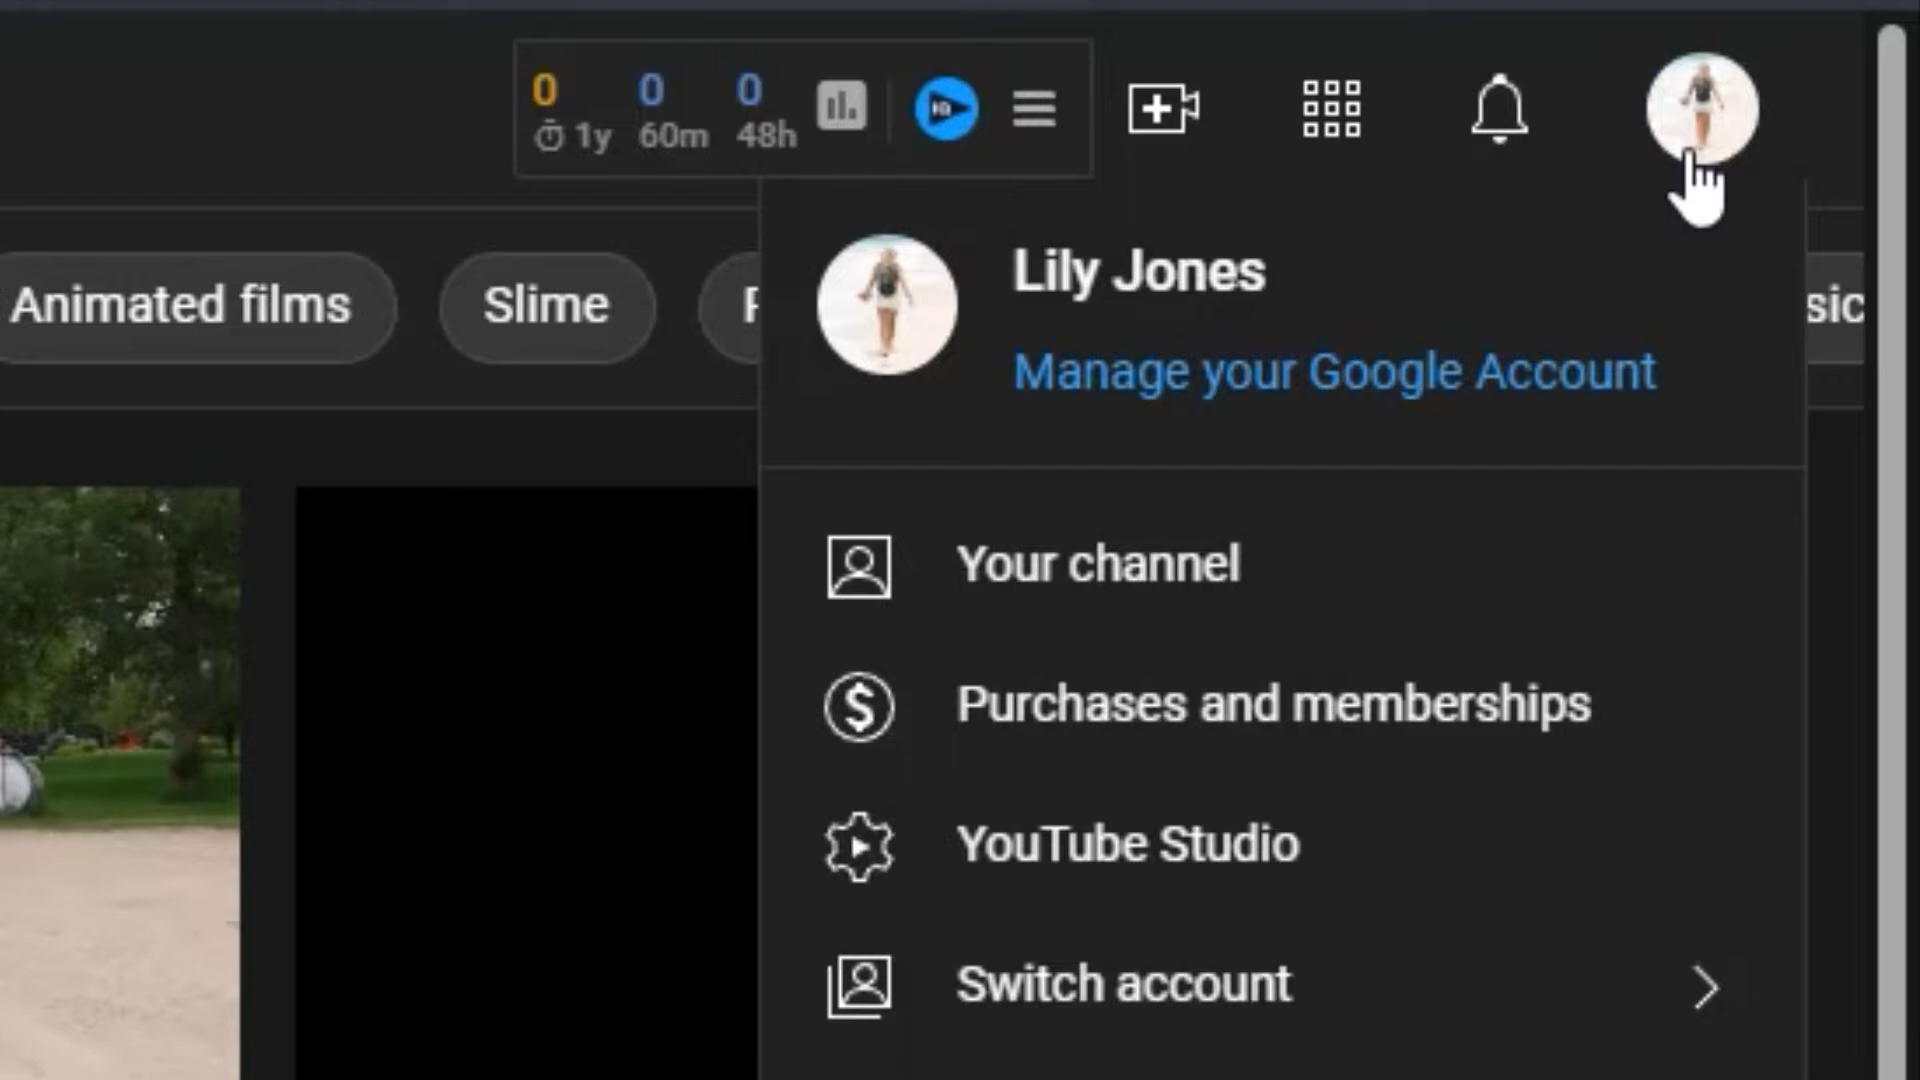 0 0 0
1y 60m 48h
HQ
Animated films Slime
Lily Jones
Manage your Google Account
Your channel
Purchases and memberships
YouTube Studio
Switch account